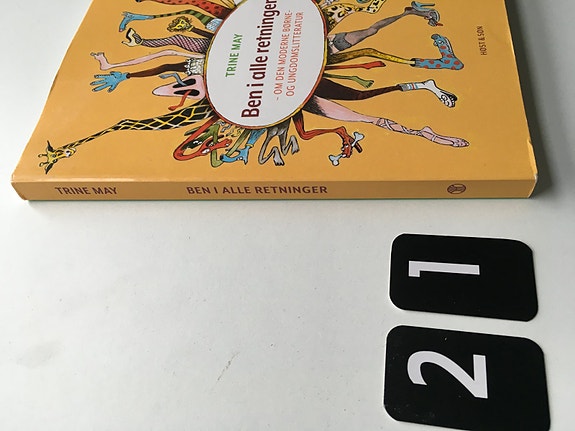 TRINE MAY
Ben i alle retninger
- OM DEN MODERNE BØRNE-
OG UNGDOMSLITTERATUR
HØST & SØN
TRINE MAY BEN I ALLE RETNINGER
1
2